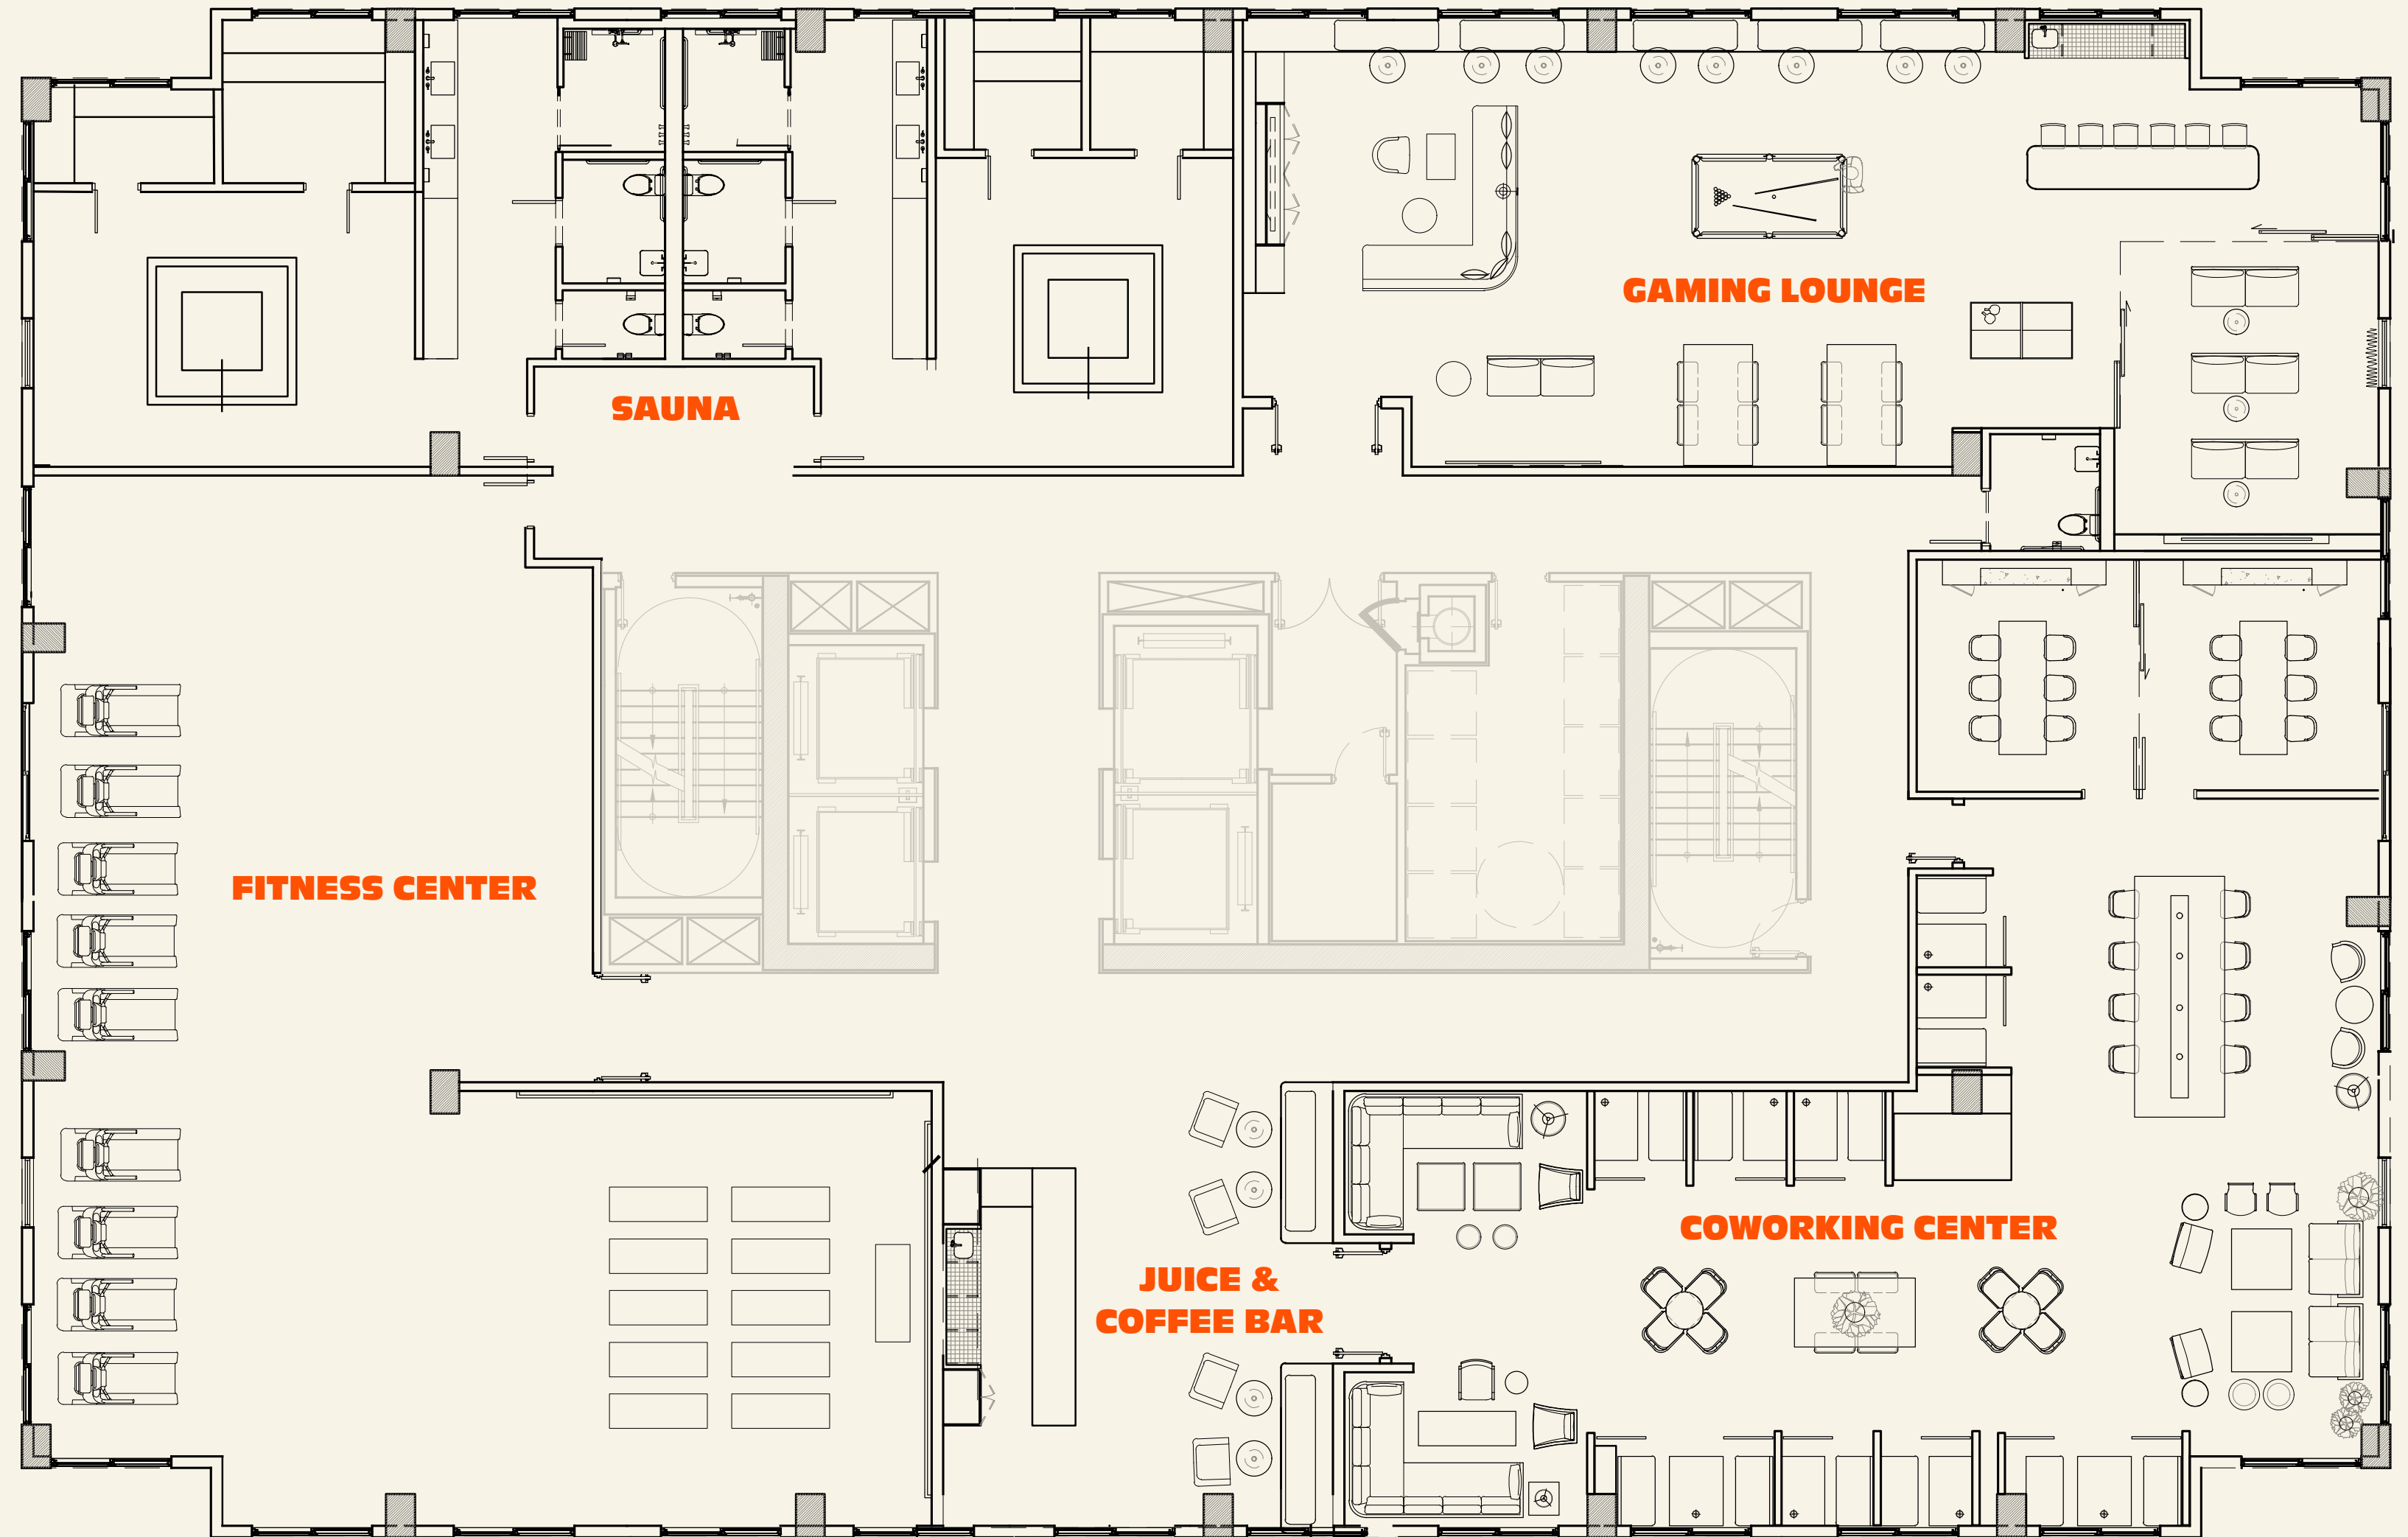 GAMING LOUNGE
SAUNA
FITNESS CENTER
COWORKING CENTER
JUICE &
COFFEE BAR